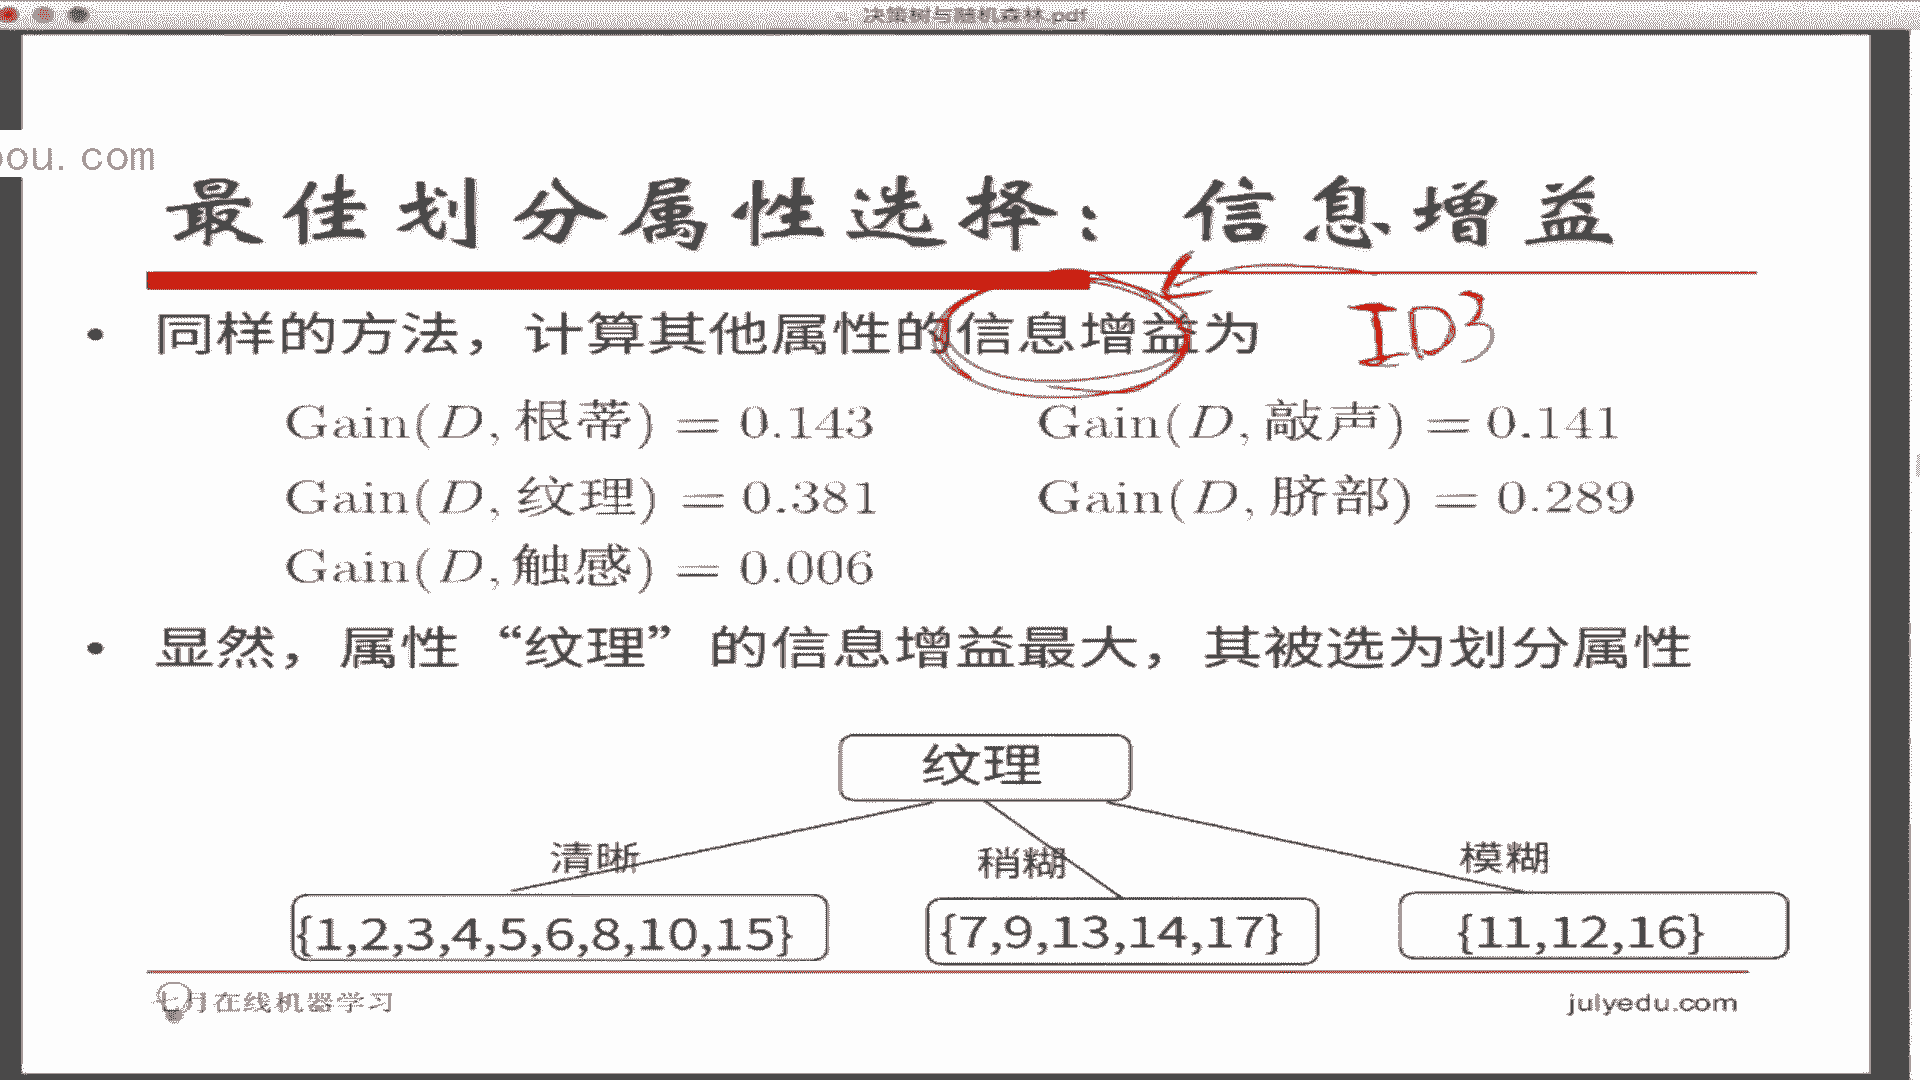 决策树与随机森林.pdf
ou.com
最佳划分属性选择：信息增益
• 同样的方法，计算其他属性的信息增益为
ID3
Gain(D, 根蒂) = 0.143 Gain(D, 敲声) = 0.141
Gain(D, 纹理) = 0.381 Gain(D, 脐部) = 0.289
Gain(D, 触感) = 0.006
• 显然，属性“纹理”的信息增益最大，其被选为划分属性
纹理
清晰 稍糊 模糊
{1,2,3,4,5,6,8,10,15} {7,9,13,14,17} {11,12,16}
七月在线机器学习 julyedu.com